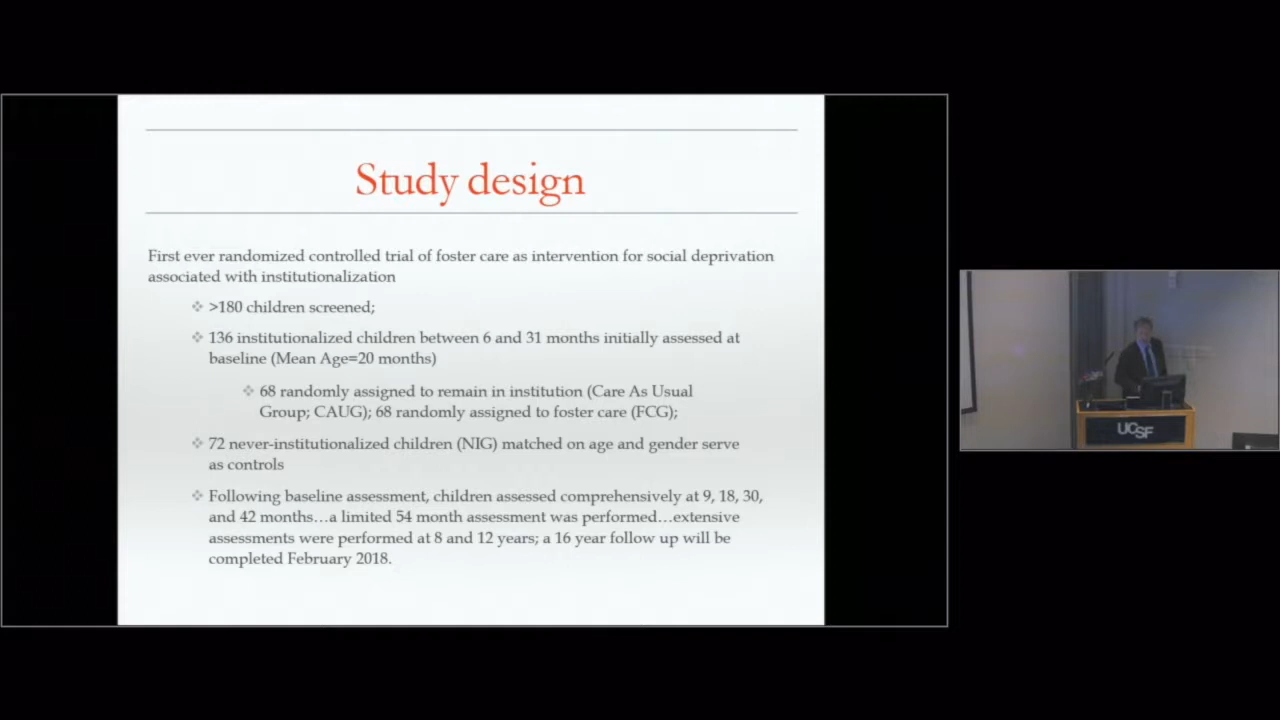 Study design
First ever randomized controlled trial of foster care as intervention for social deprivation
associated with institutionalization
>180 children screened;
136 institutionalized children between 6 and 31 months initially assessed at
baseline (Mean Age=20 months)
68 randomly assigned to remain in institution (Care As Usual
Group; CAUG); 68 randomly assigned to foster care (FCG);
72 never-institutionalized children (NIG) matched on age and gender serve
as controls
Following baseline assessment, children assessed comprehensively at 9, 18, 30,
and 42 months…a limited 54 month assessment was performed…extensive
assessments were performed at 8 and 12 years; a 16 year follow up will be
completed February 2018.
UCSF